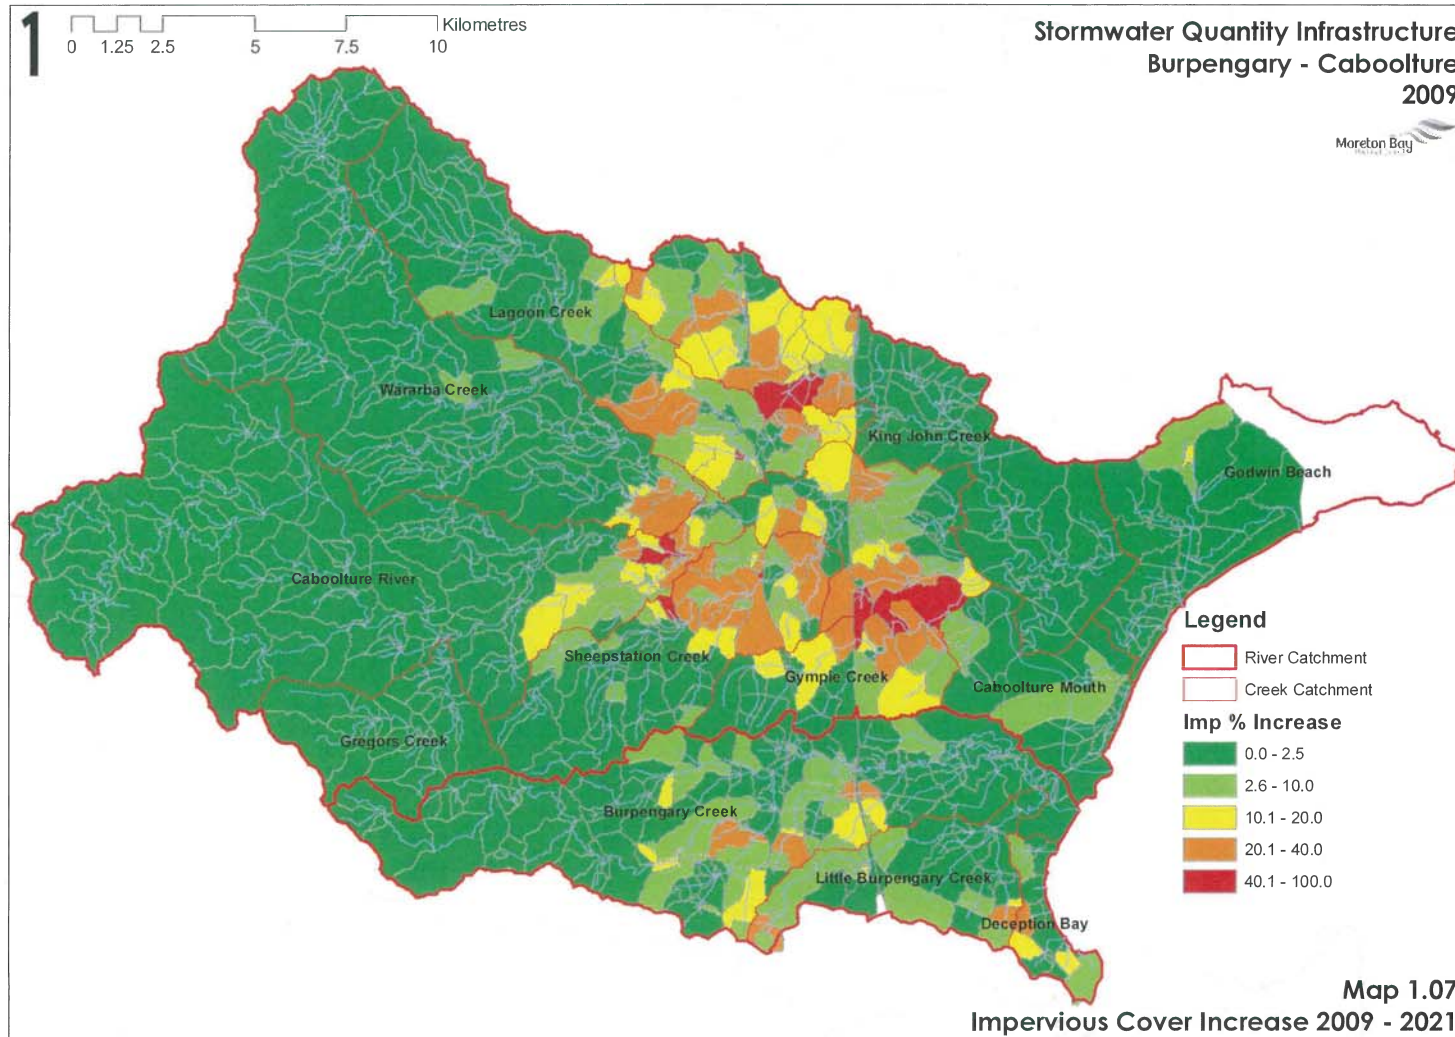 1
Kilometres
0 1.25 2.5 5 7.5 10
Stormwater Quantity Infrastructure
Burpengary - Caboolture
2009
Moreton Bay
Lagoon Creek
Wararba Creek
King John Creek
Godwin Beach
Caboolture River
Sheepstation Creek
Gympie Creek
Caboolture Mouth
Gregors Creek
Burpengary Creek
Little Burpengary Creek
Deception Bay
Legend
River Catchment
Creek Catchment
Imp % Increase
0.0 - 2.5
2.6 - 10.0
10.1 - 20.0
20.1 - 40.0
40.1 - 100.0
Map 1.07
Impervious Cover Increase 2009 - 2021